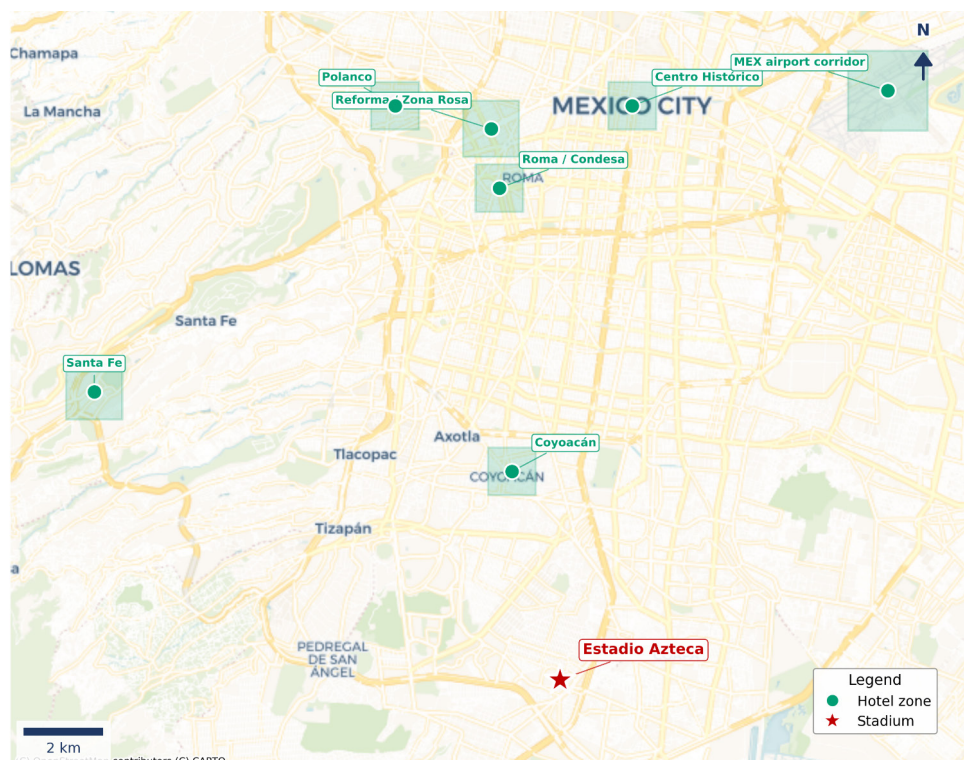 N
Chamapa
MEX airport corridor
Polanco
Centro Histórico
Reforma / Zona Rosa
MEXICO CITY
La Mancha
Roma / Condesa
ROMA
LOMAS
Santa Fe
Santa Fe
Axotla
Coyoacán
Tlacopac
COYOACÁN
Tizapán
a
PEDREGAL
DE SAN
ÁNGEL
Estadio Azteca
Legend
Hotel zone
Stadium
2 km
(C) OpenStreetMap contributors (C) CARTO